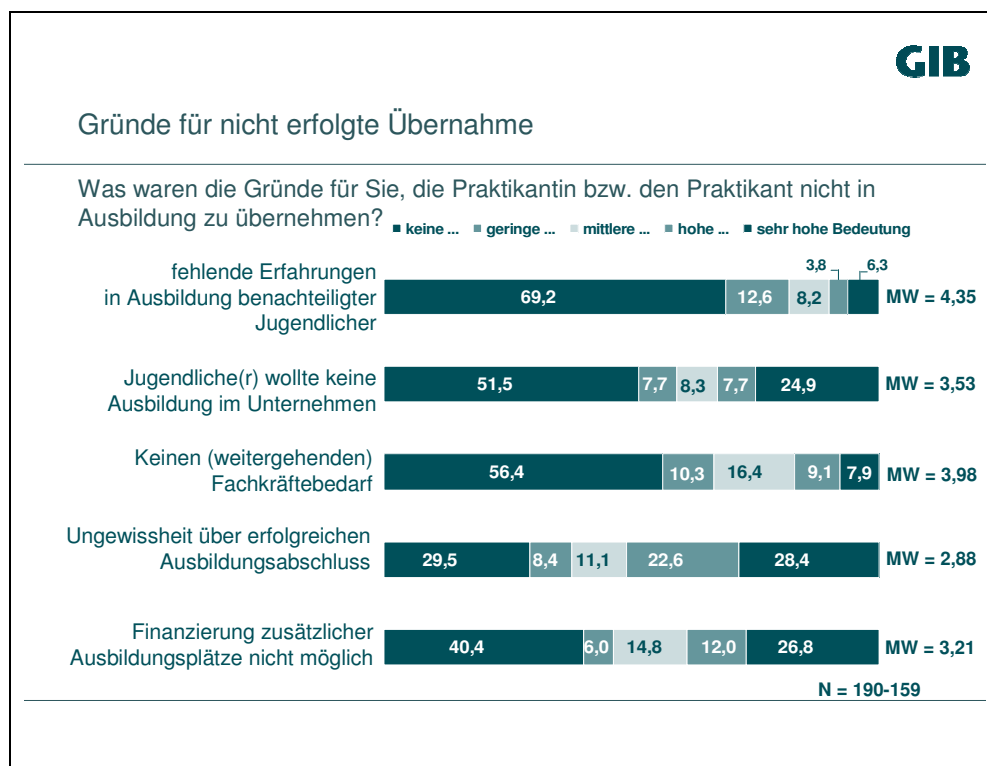 GIB
Gründe für nicht erfolgte Übernahme
Was waren die Gründe für Sie, die Praktikantin bzw. den Praktikant nicht in
Ausbildung zu übernehmen?
keine ... geringe ... mittlere ... hohe ... sehr hohe Bedeutung
fehlende Erfahrungen
in Ausbildung benachteiligter
Jugendlicher
69,2 12,6 8,2 3,8 6,3 MW = 4,35
Jugendliche(r) wollte keine
Ausbildung im Unternehmen
51,5 7,7 8,3 7,7 24,9 MW = 3,53
Keinen (weitergehenden)
Fachkräftebedarf
56,4 10,3 16,4 9,1 7,9 MW = 3,98
Ungewissheit über erfolgreichen
Ausbildungsabschluss
29,5 8,4 11,1 22,6 28,4 MW = 2,88
Finanzierung zusätzlicher
Ausbildungsplätze nicht möglich
40,4 6,0 14,8 12,0 26,8 MW = 3,21
N = 190-159